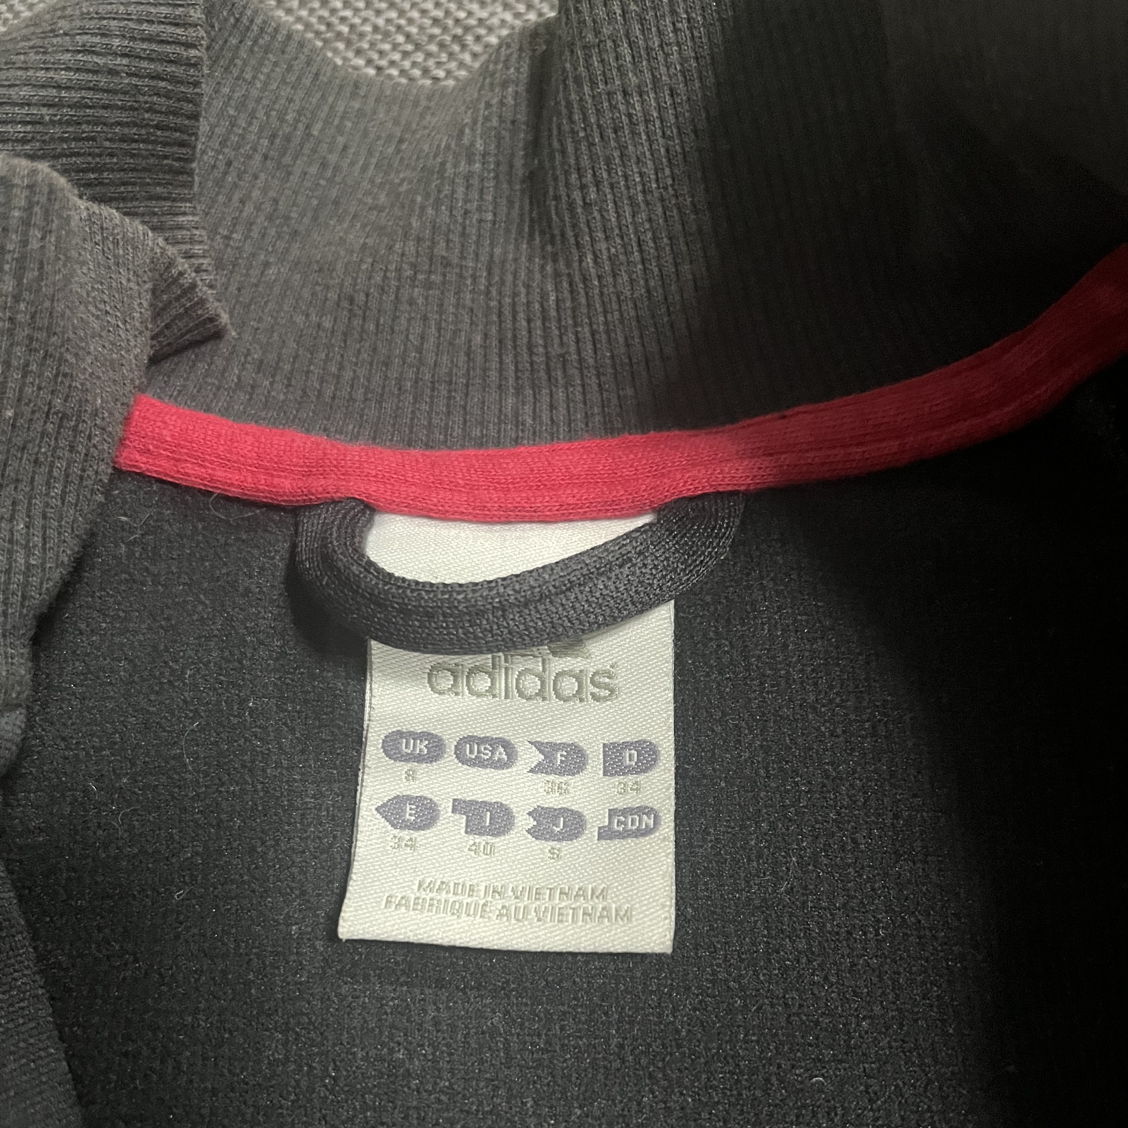 adidas
UK USA F D
8 36 34
E I J CDN
34 40 S
MADE IN VIETNAM
FABRIQUÉ AU VIETNAM